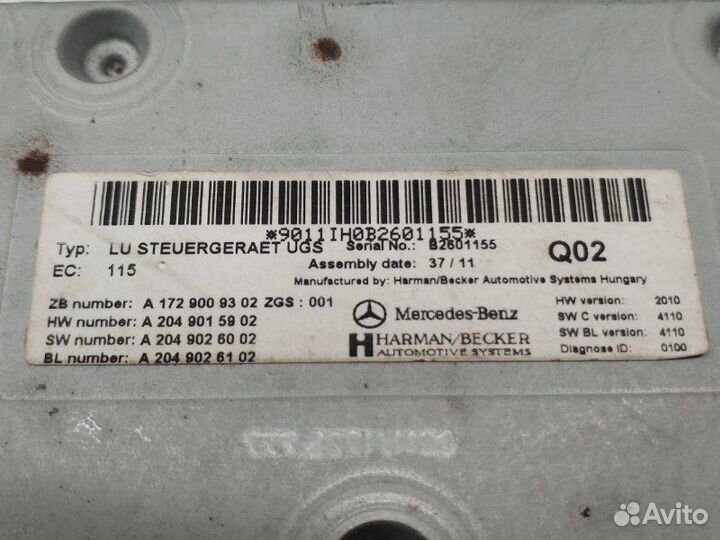 *9011IH0B2601155*
Typ: LU STEUERGERAET UGS Serial No.: B2601155 Q02
EC: 115 Assembly date: 37 / 11
Manufactured by: Harman/Becker Automotive Systems Hungary
ZB number: A 172 900 93 02 ZGS : 001
HW number: A 204 901 59 02
SW number: A 204 902 60 02
BL number: A 204 902 61 02
Mercedes-Benz
HARMAN/BECKER
AUTOMOTIVE SYSTEMS
HW version: 2010
SW C version: 4110
SW BL version: 4110
Diagnose ID: 0100
Avito